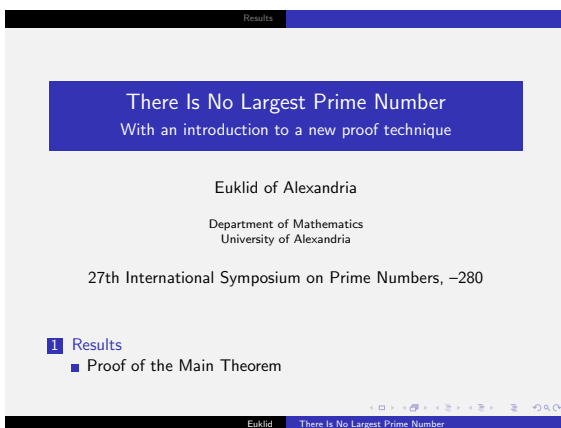 Results
There Is No Largest Prime Number
With an introduction to a new proof technique
Euklid of Alexandria
Department of Mathematics
University of Alexandria
27th International Symposium on Prime Numbers, –280
1 Results
Proof of the Main Theorem
Euklid There Is No Largest Prime Number